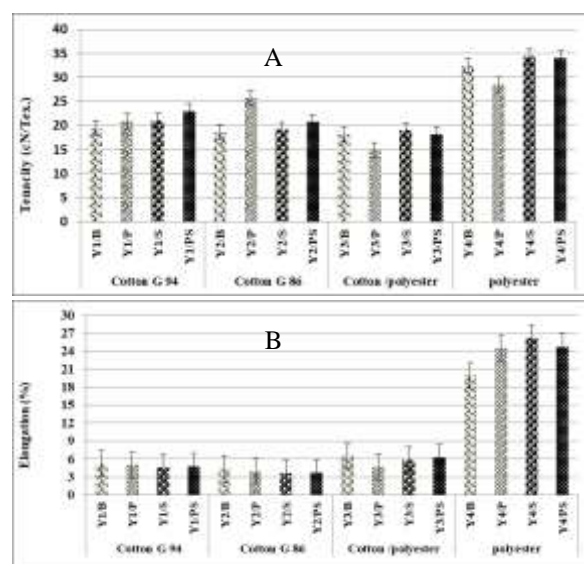 A
Tenacity (cN/Tex.)
40
35
30
25
20
15
10
5
0
Y1/B Y1/P Y1/S Y1/PS Y2/B Y2/P Y2/S Y2/PS Y3/B Y3/P Y3/S Y3/PS Y4/B Y4/P Y4/S Y4/PS
Cotton G 94 Cotton G 86 Cotton /polyester polyester
B
Elongation (%)
30
27
24
21
18
15
12
9
6
3
0
Y1/B Y1/P Y1/S Y1/PS Y2/B Y2/P Y2/S Y2/PS Y3/B Y3/P Y3/S Y3/PS Y4/B Y4/P Y4/S Y4/PS
Cotton G 94 Cotton G 86 Cotton /polyester polyester